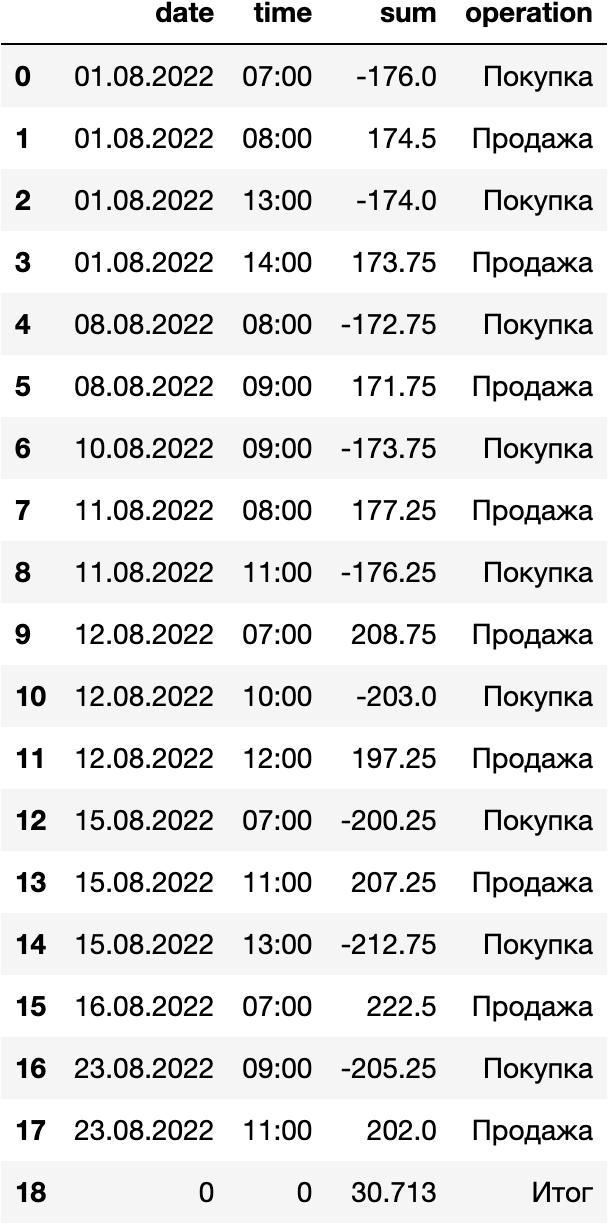 date time sum operation
0 01.08.2022 07:00 -176.0 Покупка
1 01.08.2022 08:00 174.5 Продажа
2 01.08.2022 13:00 -174.0 Покупка
3 01.08.2022 14:00 173.75 Продажа
4 08.08.2022 08:00 -172.75 Покупка
5 08.08.2022 09:00 171.75 Продажа
6 10.08.2022 09:00 -173.75 Покупка
7 11.08.2022 08:00 177.25 Продажа
8 11.08.2022 11:00 -176.25 Покупка
9 12.08.2022 07:00 208.75 Продажа
10 12.08.2022 10:00 -203.0 Покупка
11 12.08.2022 12:00 197.25 Продажа
12 15.08.2022 07:00 -200.25 Покупка
13 15.08.2022 11:00 207.25 Продажа
14 15.08.2022 13:00 -212.75 Покупка
15 16.08.2022 07:00 222.5 Продажа
16 23.08.2022 09:00 -205.25 Покупка
17 23.08.2022 11:00 202.0 Продажа
18 0 0 30.713 Итог